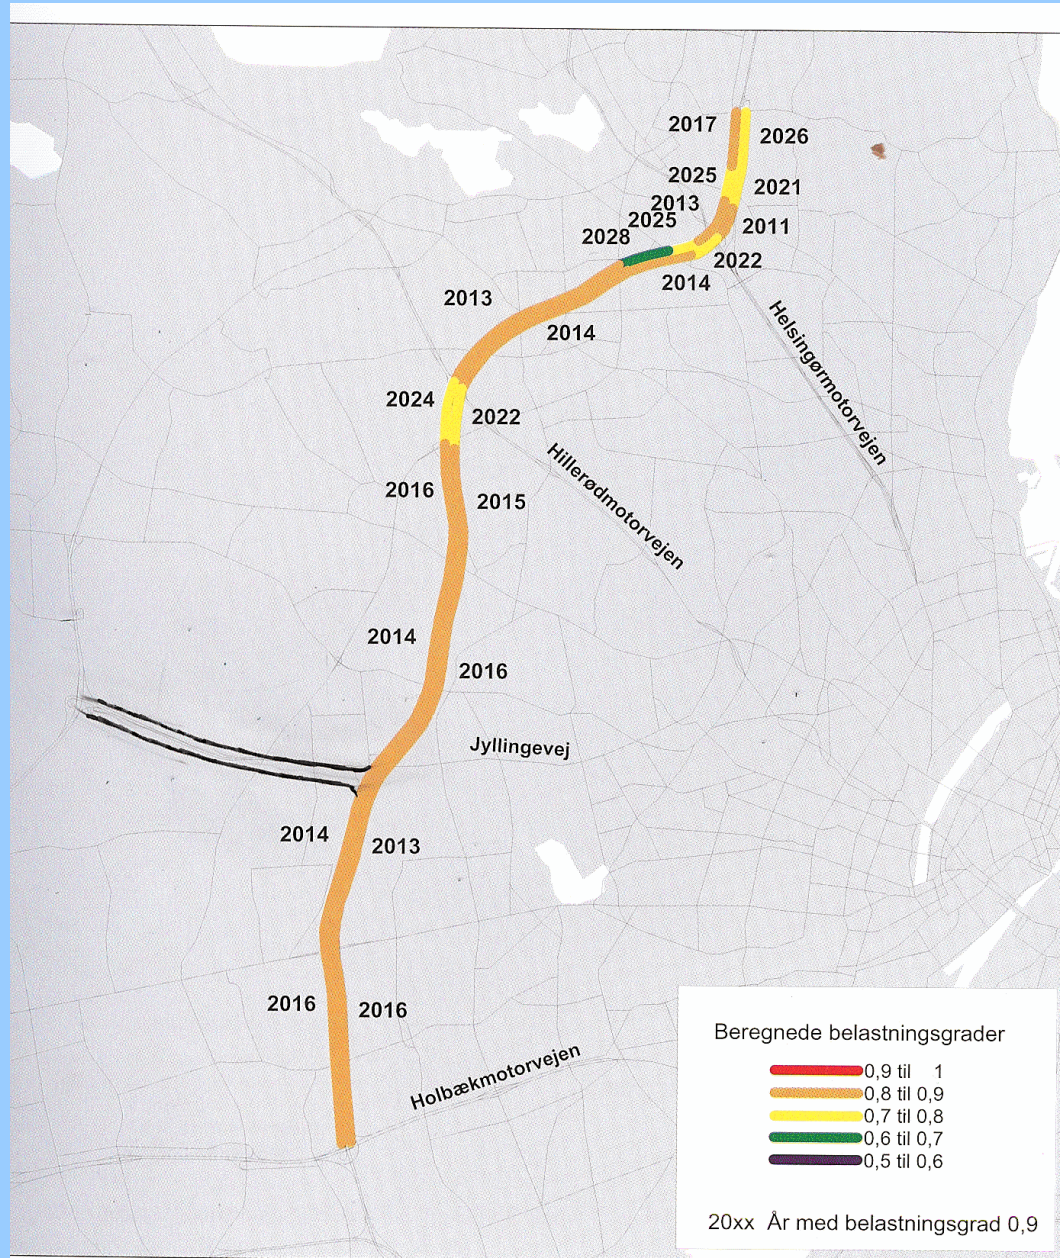 2017
2026
2025
2021
2013
2025
2011
2028
2022
2014
2013
2014
Helsingørmotorvejen
2024
2022
Hillerødmotorvejen
2016
2015
2014
2016
Jyllingevej
2014
2013
2016
2016
Holbækmotorvejen
Beregnede belastningsgrader
0,9 til 1
0,8 til 0,9
0,7 til 0,8
0,6 til 0,7
0,5 til 0,6
20xx År med belastningsgrad 0,9